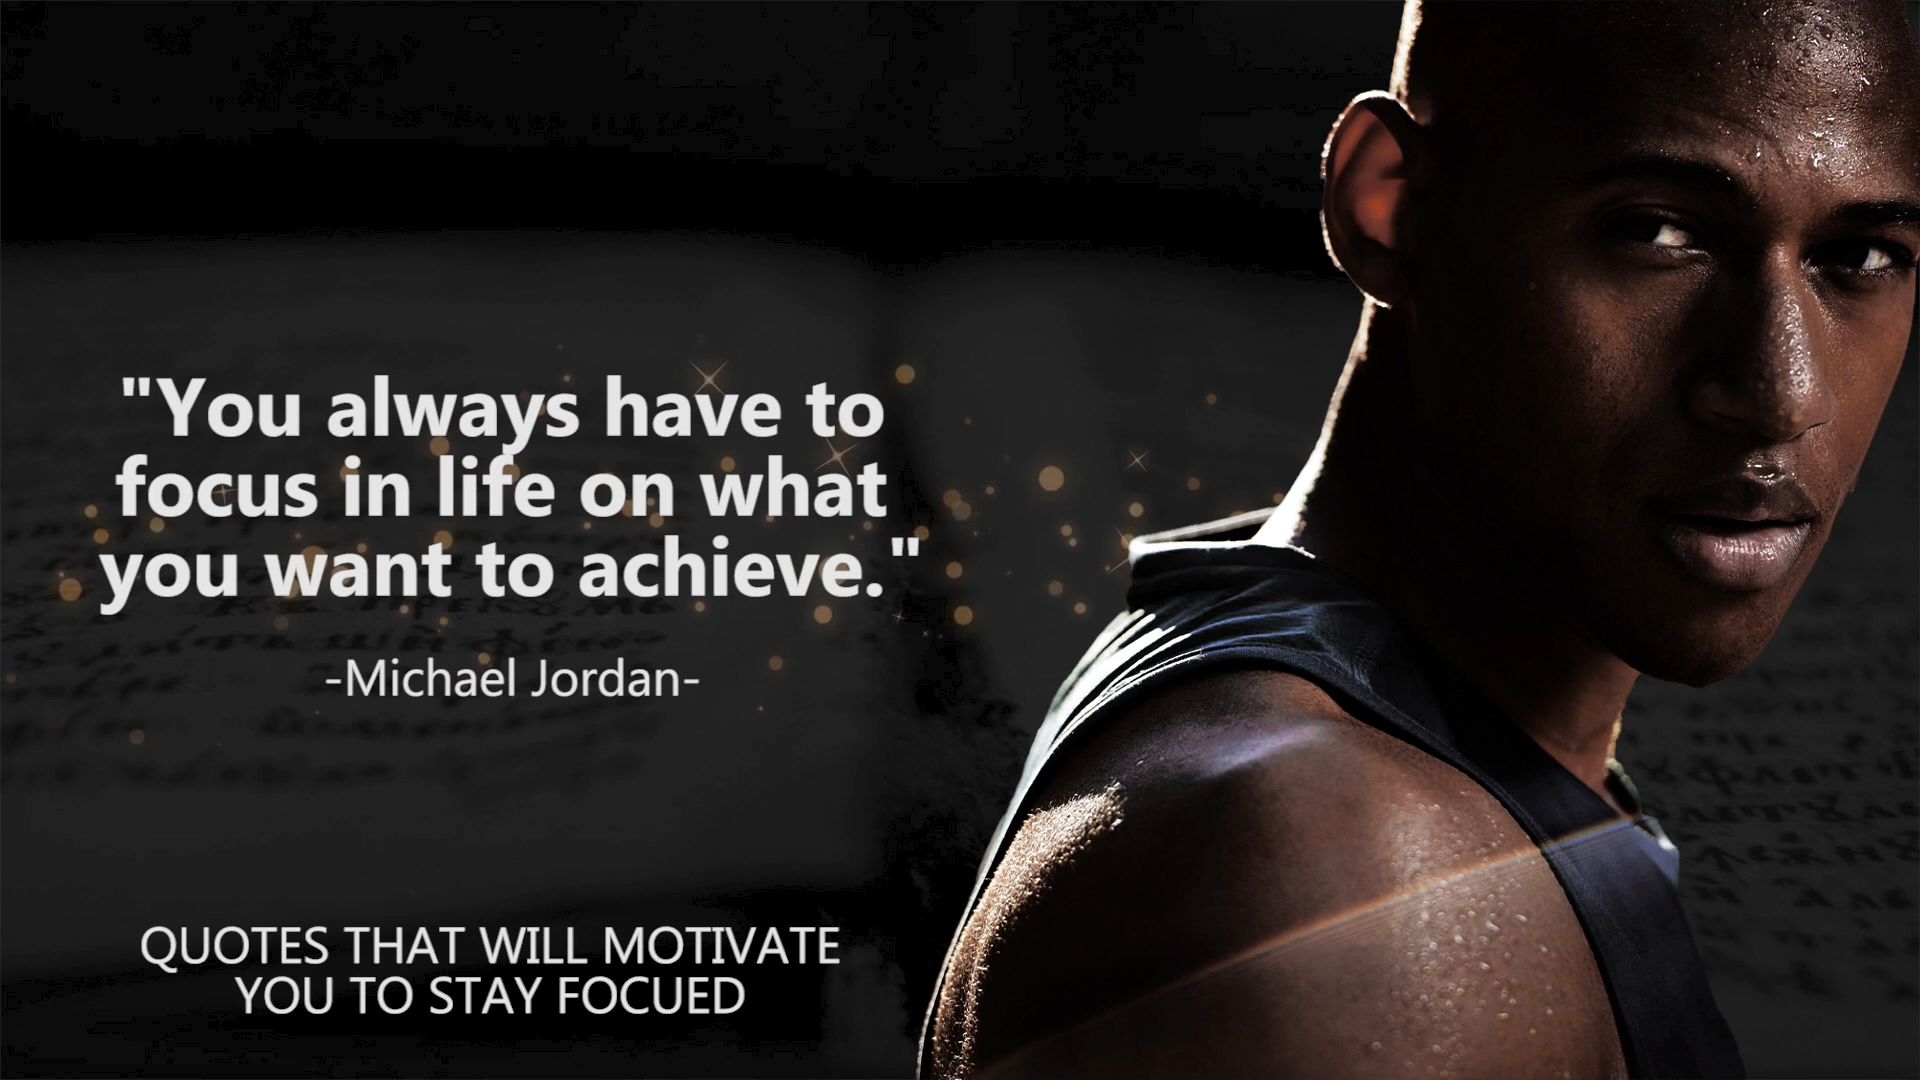 "You always have to
focus in life on what
you want to achieve."
-Michael Jordan-
QUOTES THAT WILL MOTIVATE
YOU TO STAY FOCUED